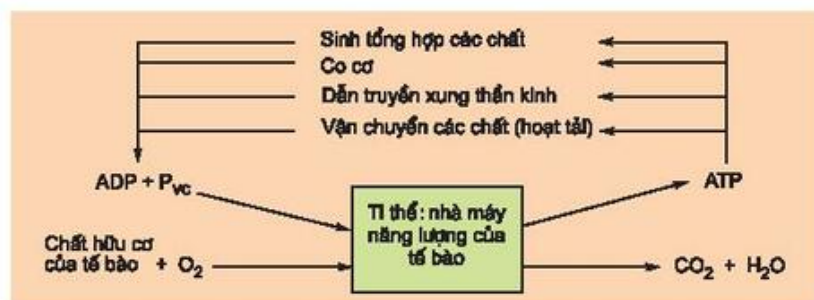 Sinh tổng hợp các chất
Co cơ
Dẫn truyền xung thần kinh
Vận chuyển các chất (hoạt tải)
ADP + Pvc
ATP
Ti thể: nhà máy
năng lượng của
tế bào
Chất hữu cơ
của tế bào + O₂
CO₂ + H₂O